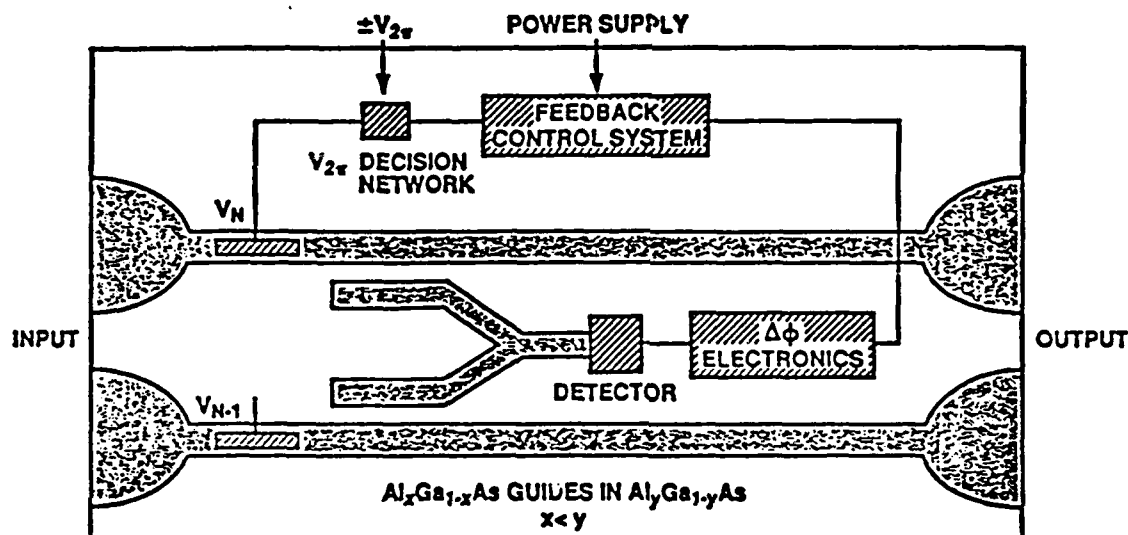 ±V2π
POWER SUPPLY
FEEDBACK
CONTROL SYSTEM
V2π DECISION
NETWORK
VN
INPUT
OUTPUT
Δϕ
ELECTRONICS
DETECTOR
VN-1
AlxGa1-xAs GUIDES IN AlyGa1-yAs
x< y